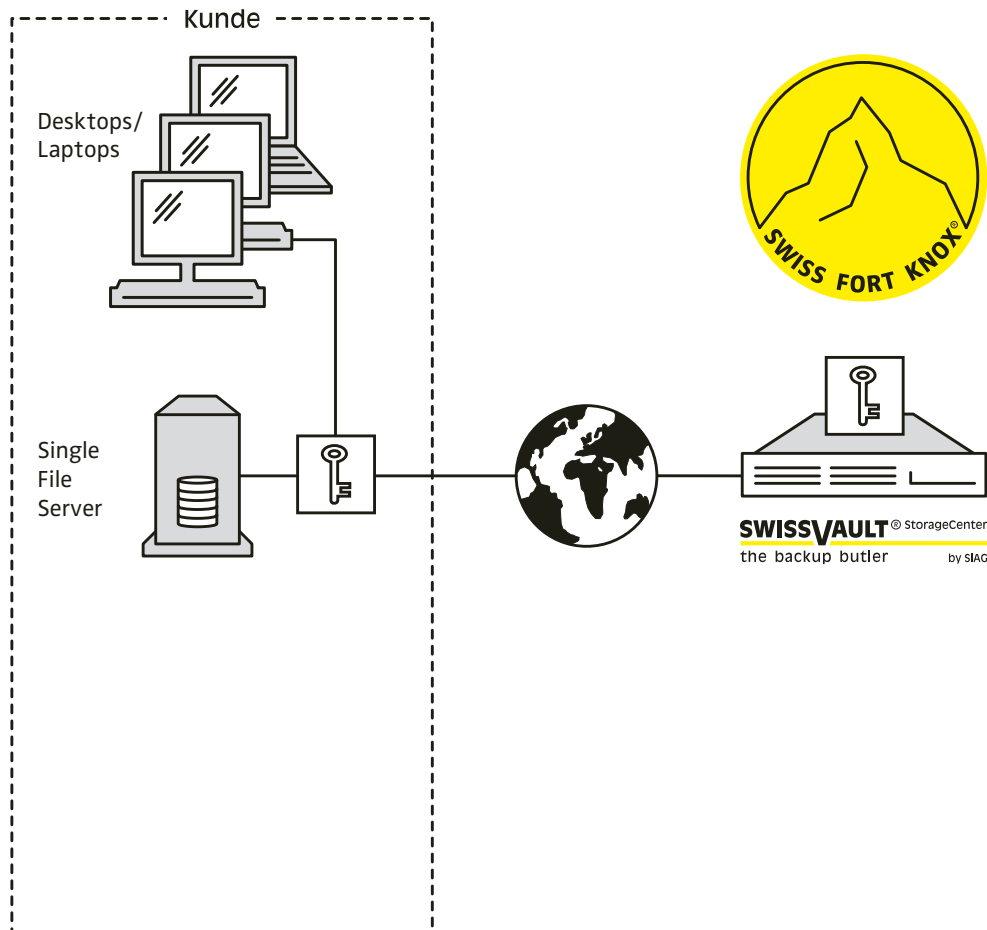 Kunde
Desktops/
Laptops
SWISS FORT KNOX®
Single
File
Server
SWISSVAULT® StorageCenter
the backup butler by SIAG